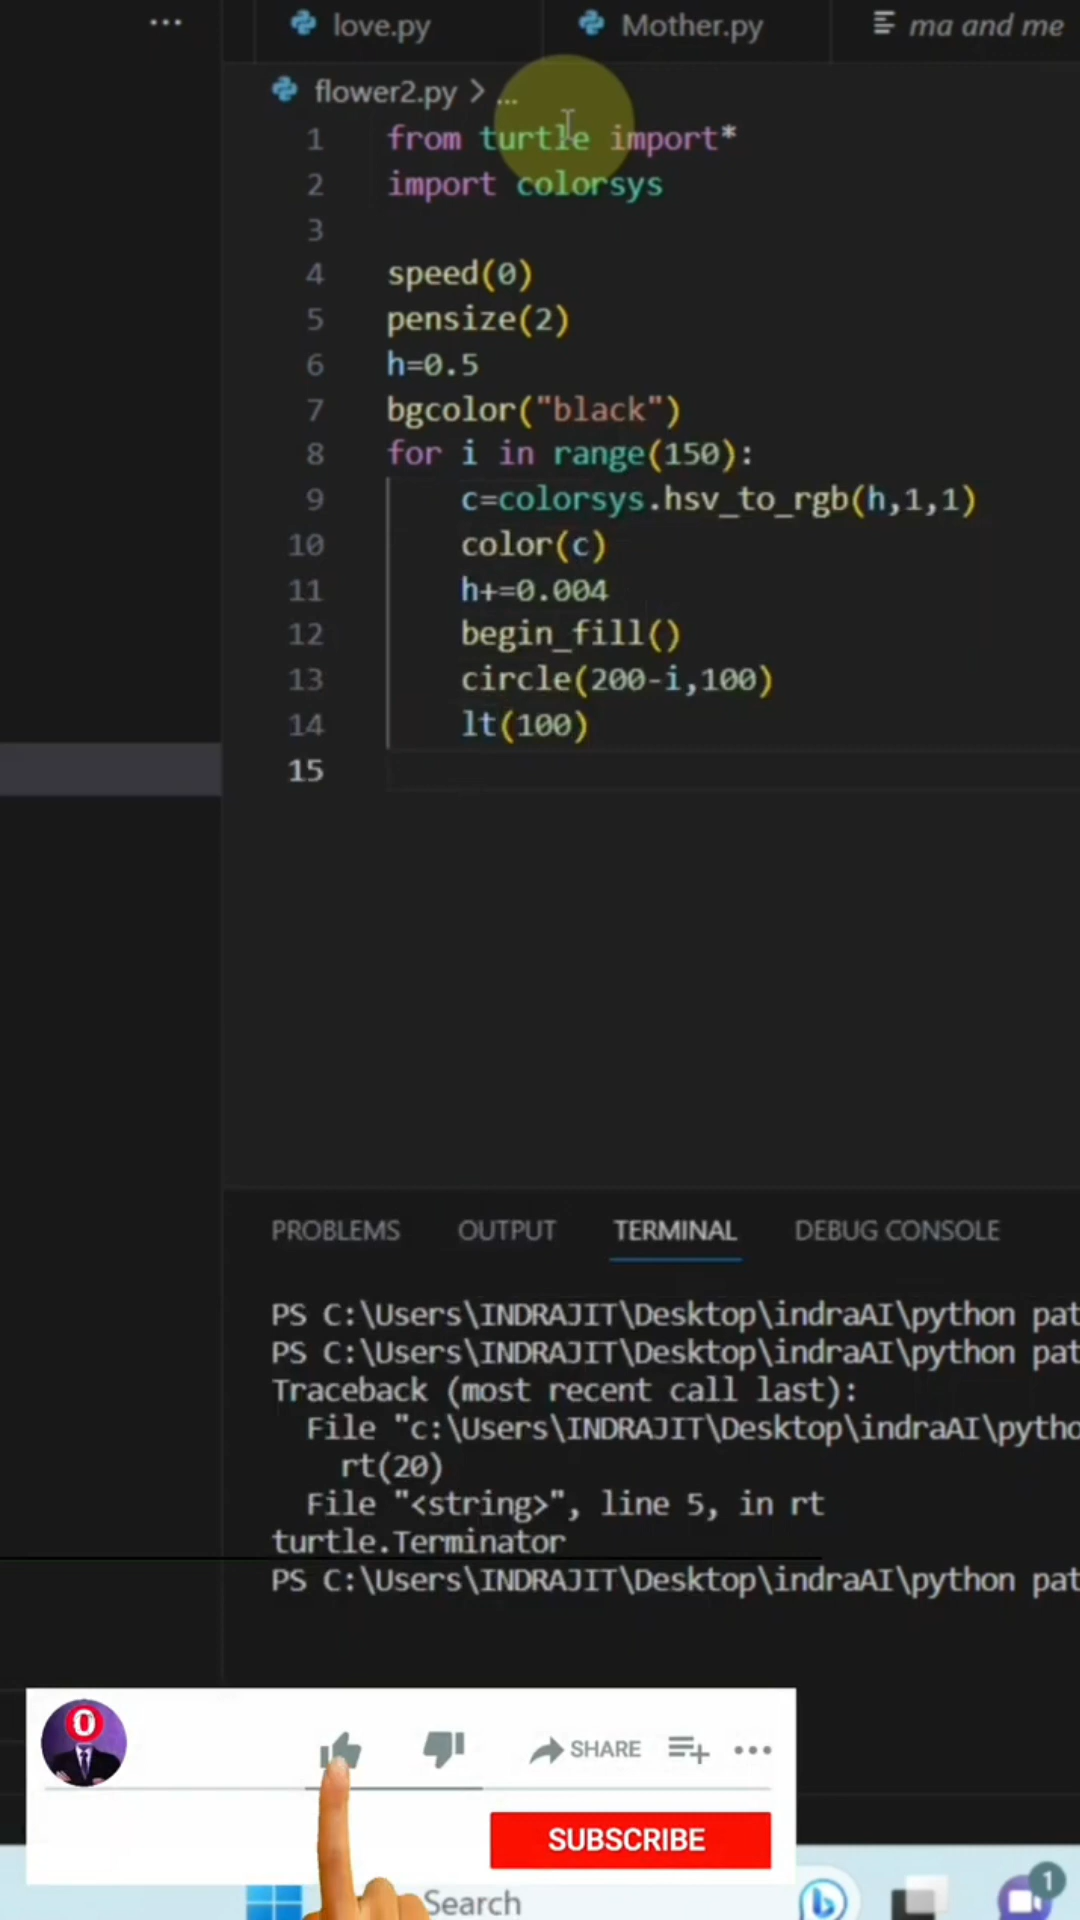 love.py Mother.py ma and me
flower2.py > ...
1 from turtle import*
2 import colorsys
3
4 speed(0)
5 pensize(2)
6 h=0.5
7 bgcolor("black")
8 for i in range(150):
9 c=colorsys.hsv_to_rgb(h,1,1)
10 color(c)
11 h+=0.004
12 begin_fill()
13 circle(200-i,100)
14 lt(100)
15
PROBLEMS OUTPUT TERMINAL DEBUG CONSOLE
PS C:\Users\INDRAJIT\Desktop\indraAI\python pat
PS C:\Users\INDRAJIT\Desktop\indraAI\python pat
Traceback (most recent call last):
File "c:\Users\INDRAJIT\Desktop\indraAI\pytho
rt(20)
File "<string>", line 5, in rt
turtle.Terminator
PS C:\Users\INDRAJIT\Desktop\indraAI\python pat
SHARE
SUBSCRIBE
Search
1